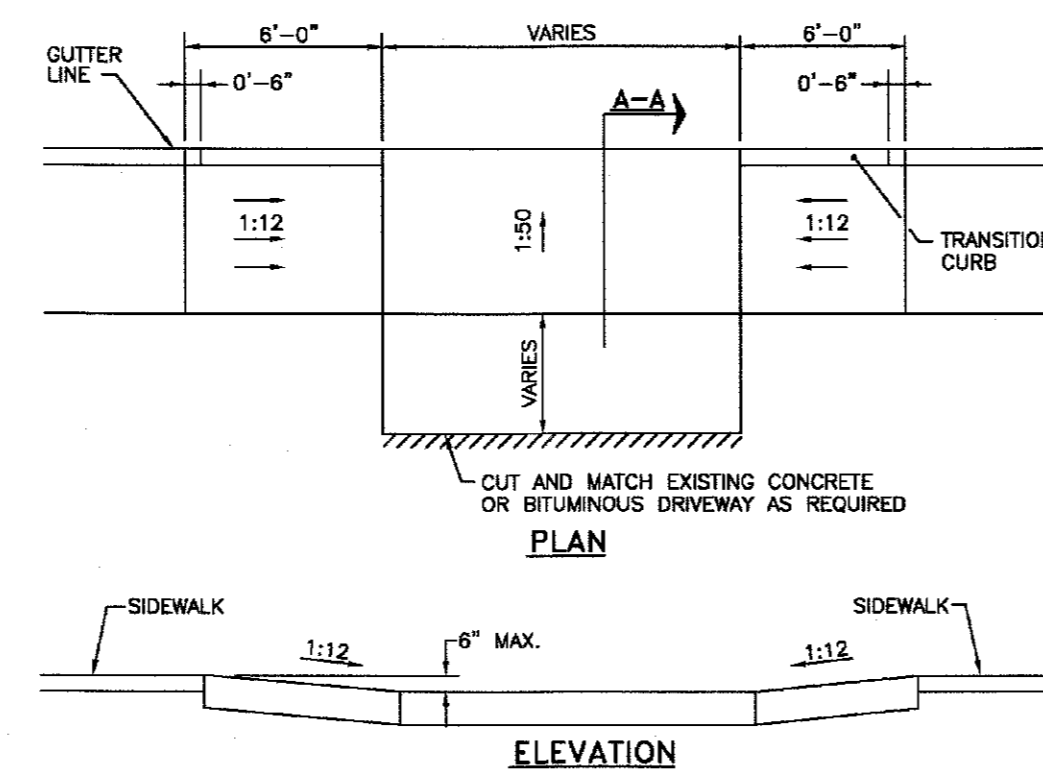 6'-0"
VARIES
6'-0"
GUTTER
LINE
0'-6"
A-A
0'-6"
1:12
1:50
1:12
TRANSITION
CURB
VARIES
CUT AND MATCH EXISTING CONCRETE
OR BITUMINOUS DRIVEWAY AS REQUIRED
PLAN
SIDEWALK
SIDEWALK
1:12
6" MAX.
1:12
ELEVATION